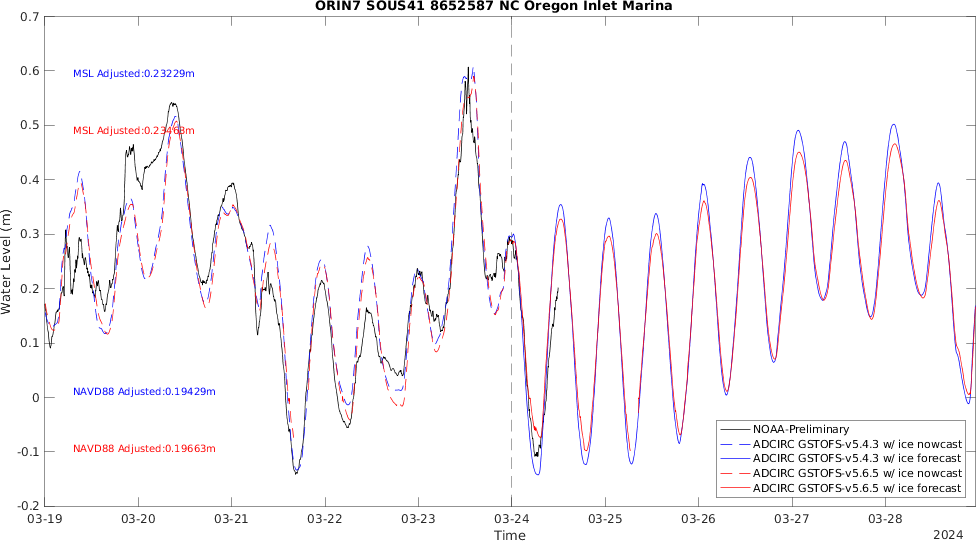 ORIN7 SOUS41 8652587 NC Oregon Inlet Marina
0.7
0.6
0.5
0.4
0.3
0.2
0.1
0
-0.1
-0.2
Water Level (m)
MSL Adjusted:0.23229m
MSL Adjusted:0.23463m
NAVD88 Adjusted:0.19429m
NAVD88 Adjusted:0.19663m
NOAA-Preliminary
ADCIRC GSTOFS-v5.4.3 w/ ice nowcast
ADCIRC GSTOFS-v5.4.3 w/ ice forecast
ADCIRC GSTOFS-v5.6.5 w/ ice nowcast
ADCIRC GSTOFS-v5.6.5 w/ ice forecast
03-19 03-20 03-21 03-22 03-23 03-24 03-25 03-26 03-27 03-28
Time
2024